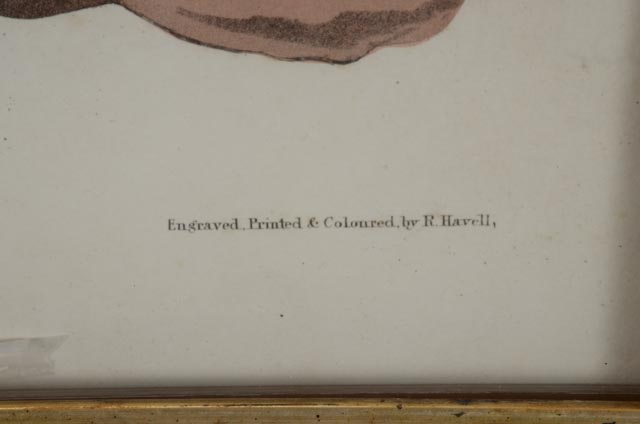 Engraved, Printed & Coloured, by R. Havell,